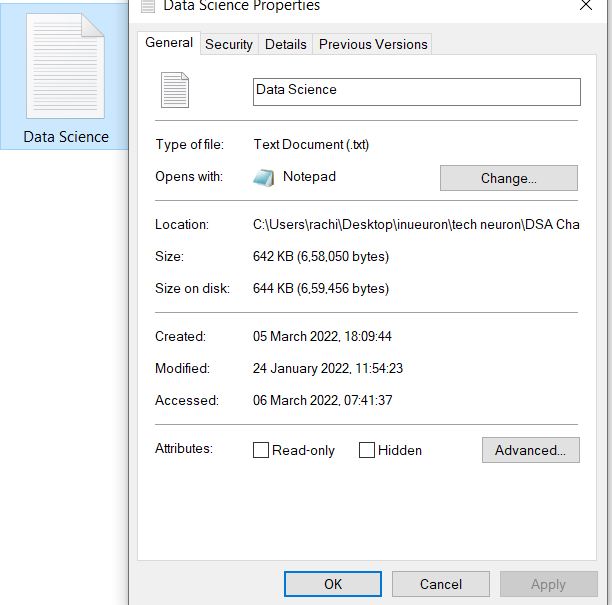 Data Science Properties
General Security Details Previous Versions
Data Science
Data Science
Type of file: Text Document (.txt)
Opens with: Notepad Change...
Location: C:\Users\rachi\Desktop\inueuron\tech neuron\DSA Cha
Size: 642 KB (6,58,050 bytes)
Size on disk: 644 KB (6,59,456 bytes)
Created: 05 March 2022, 18:09:44
Modified: 24 January 2022, 11:54:23
Accessed: 06 March 2022, 07:41:37
Attributes: Read-only Hidden Advanced...
OK Cancel Apply